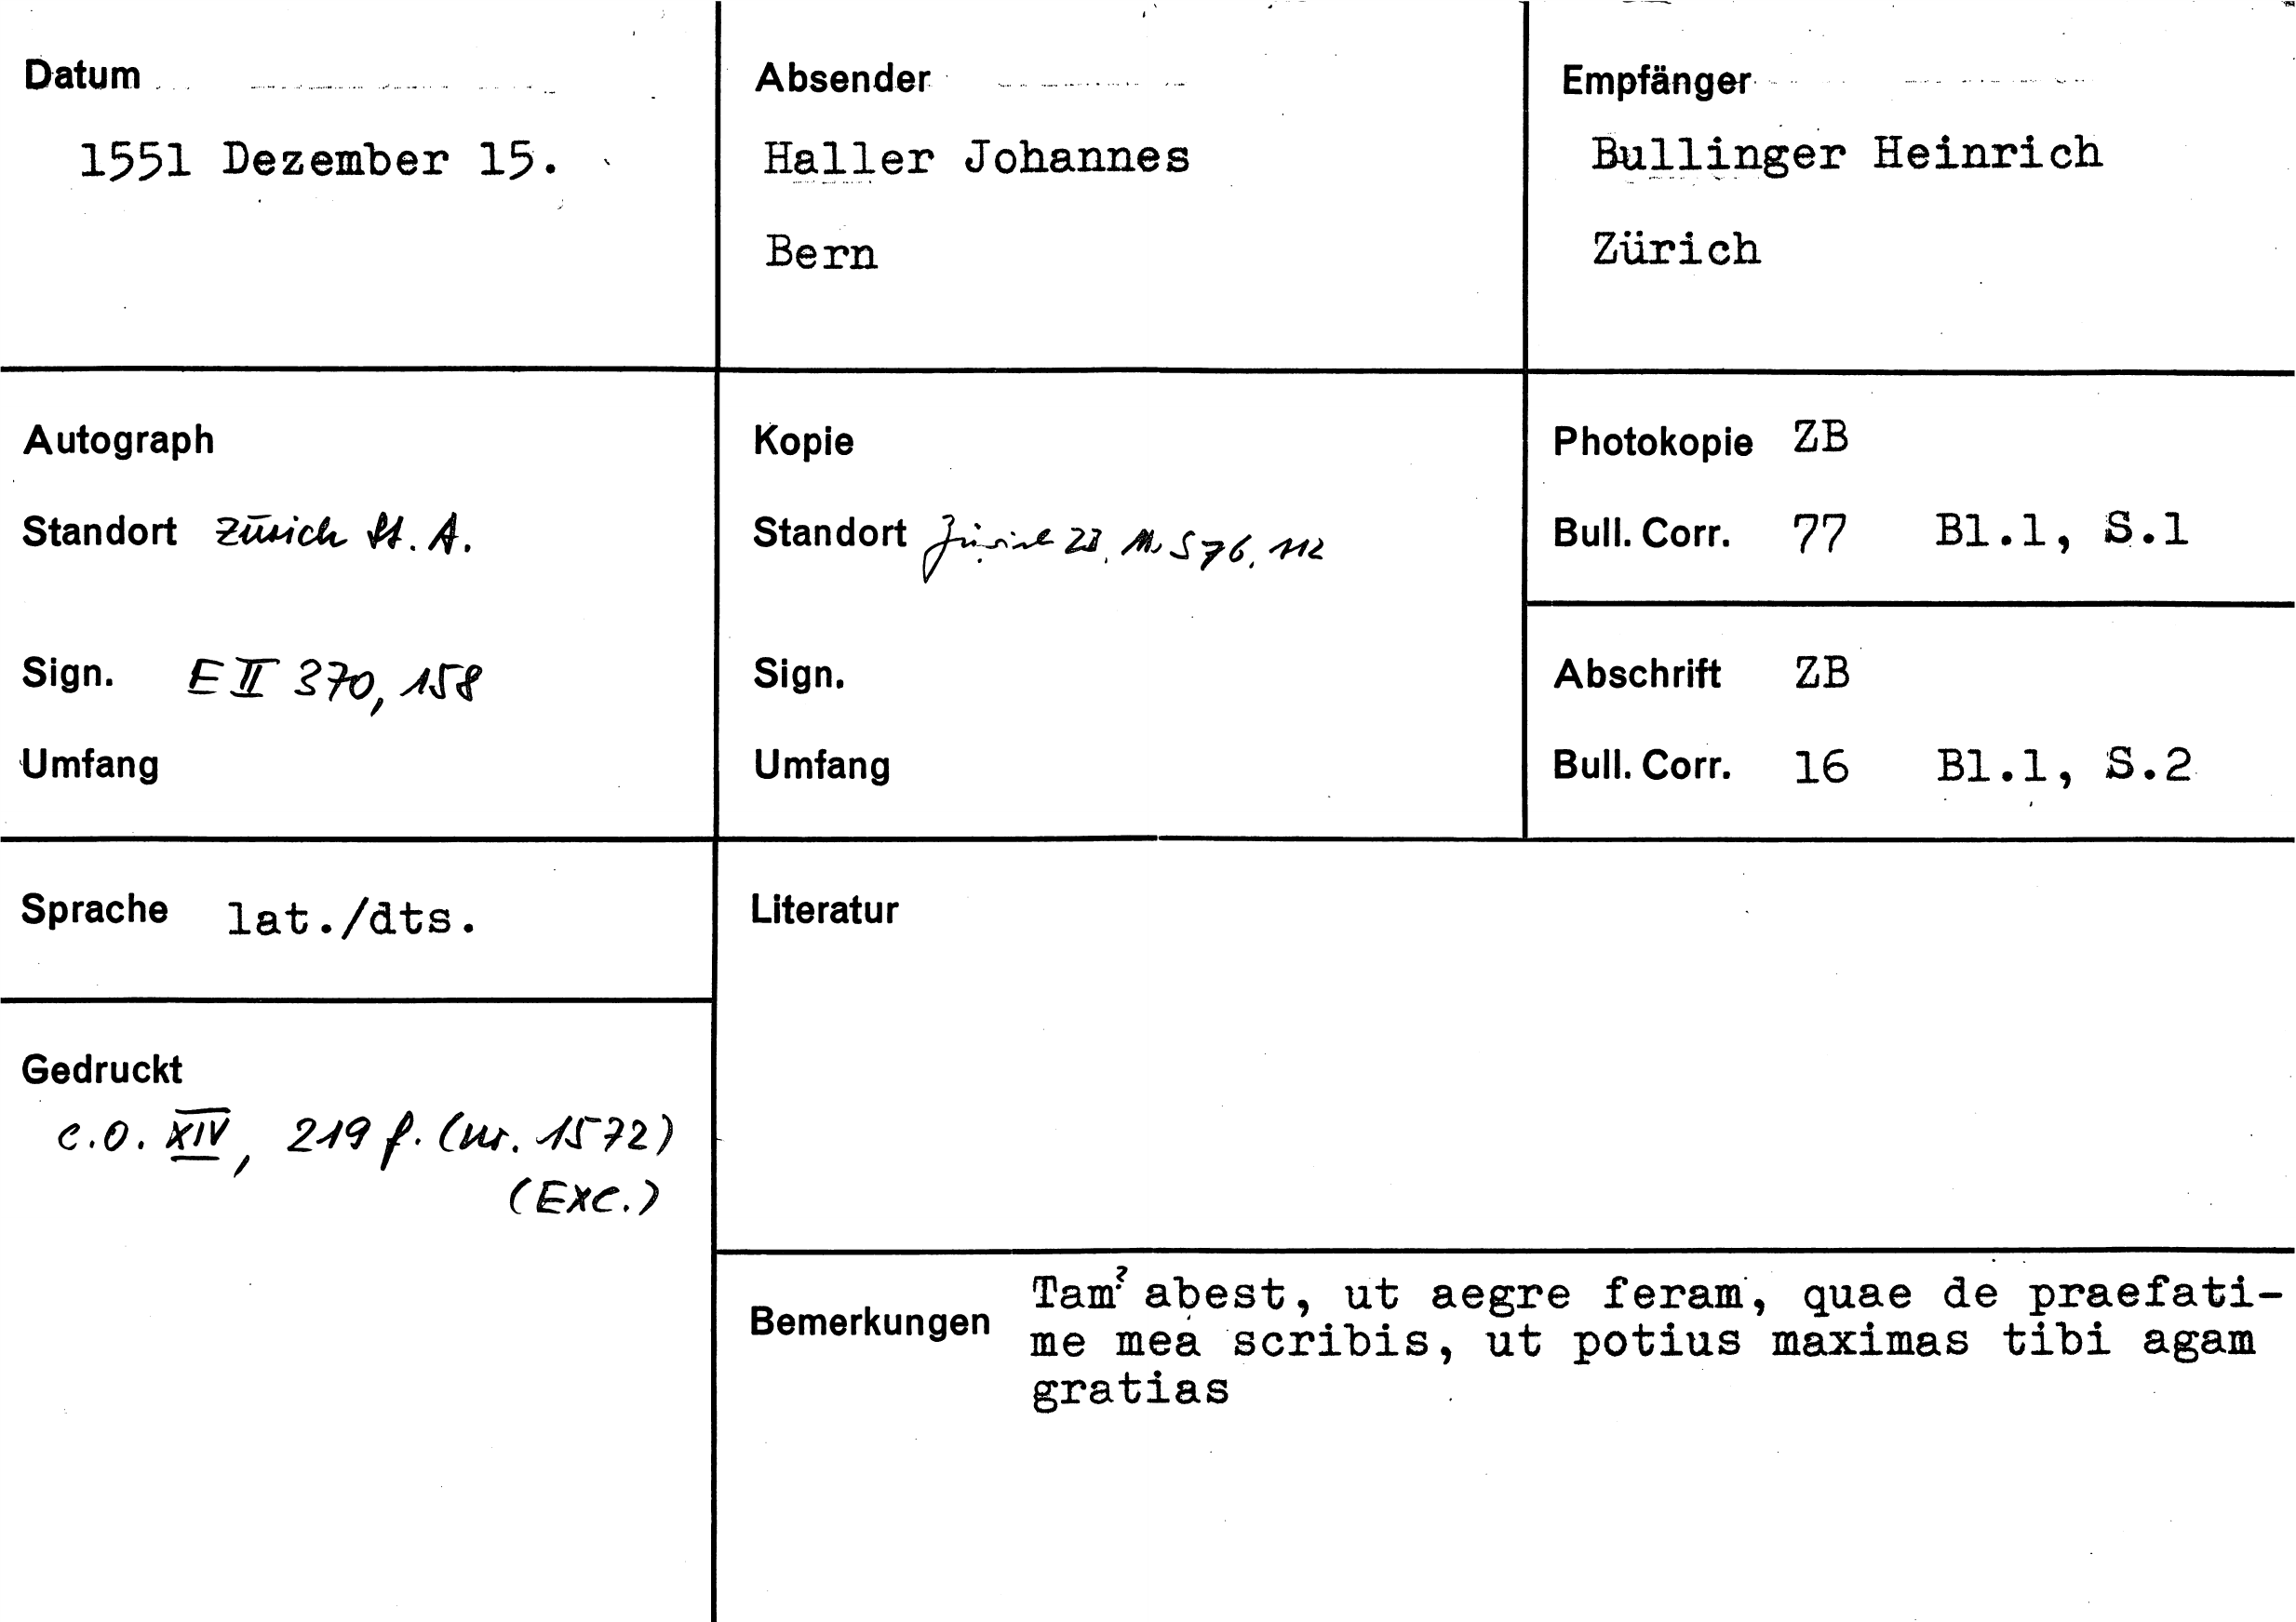 Datum
1551 Dezember 15.
Absender
Haller Johannes
Bern
Empfänger
Bullinger Heinrich
Zürich
Autograph
Standort Zürich St. A.
Sign. E II 370, 158
Umfang
Kopie
Standort Zürich ZB, Ms S 76, 112
Sign.
Umfang
Photokopie ZB
Bull. Corr. 77 Bl.1, S.1
Abschrift ZB
Bull. Corr. 16 Bl.1, S.2
Sprache lat./dts.
Gedruckt
C.O. XIV, 219 f. (nr. 1572)
(Exc.)
Literatur
Bemerkungen
Tam? abest, ut aegre feram, quae de praefati-
me mea scribis, ut potius maximas tibi agam
gratias